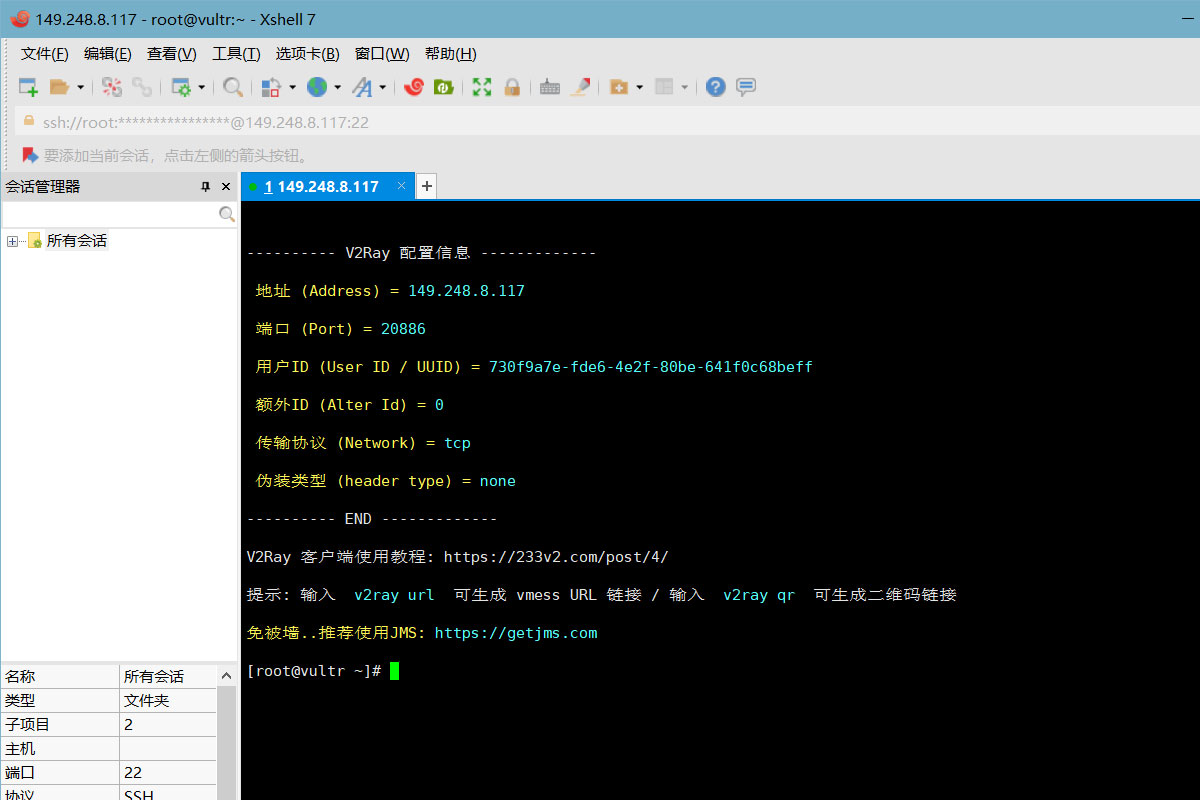 149.248.8.117 - root@vultr:~ - Xshell 7
文件(F) 编辑(E) 查看(V) 工具(T) 选项卡(B) 窗口(W) 帮助(H)
ssh://root:****************@149.248.8.117:22
要添加当前会话，点击左侧的箭头按钮。
会话管理器
1 149.248.8.117
所有会话
---------- V2Ray 配置信息 -------------
地址 (Address) = 149.248.8.117
端口 (Port) = 20886
用户ID (User ID / UUID) = 730f9a7e-fde6-4e2f-80be-641f0c68beff
额外ID (Alter Id) = 0
传输协议 (Network) = tcp
伪装类型 (header type) = none
---------- END -------------
V2Ray 客户端使用教程: https://233v2.com/post/4/
提示: 输入 v2ray url 可生成 vmess URL 链接 / 输入 v2ray qr 可生成二维码链接
免被墙..推荐使用JMS: https://getjms.com
[root@vultr ~]#
名称 所有会话
类型 文件夹
子项目 2
主机
端口 22
协议 SSH